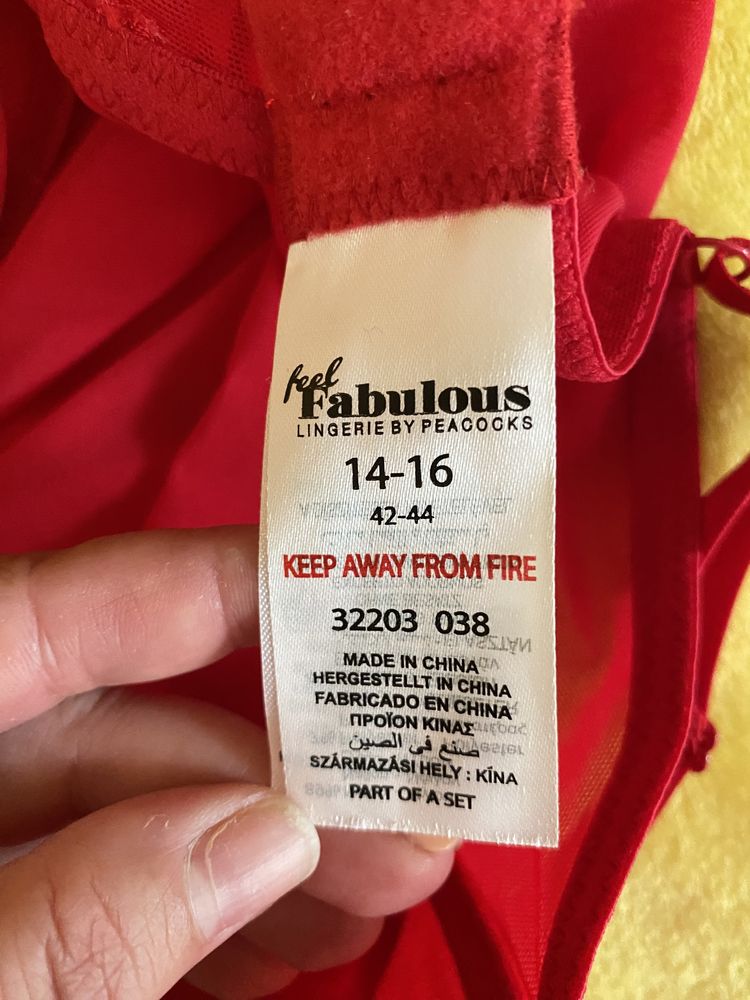 feel
Fabulous
LINGERIE BY PEACOCKS
14-16
42-44
KEEP AWAY FROM FIRE
32203 038
MADE IN CHINA
HERGESTELLT IN CHINA
FABRICADO EN CHINA
ΠΡΟΪΟΝ ΚΙΝΑΣ
صنع في الصين
SZÁRMAZÁSI HELY : KÍNA
PART OF A SET